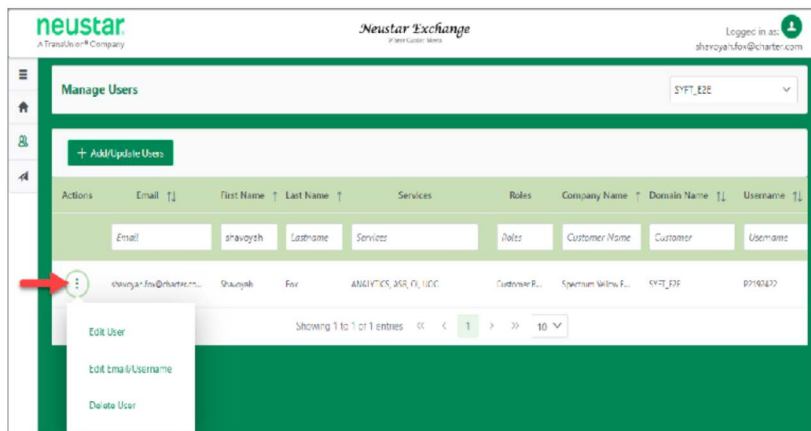 neustar
A TransUnion® Company
Neustar Exchange
Logged in as:
shavoyah.fox@charter.com
Manage Users
SYFT_E2E
+ Add/Update Users
Actions Email First Name Last Name Services Roles Company Name Domain Name Username
Email shavoyah Lastname Services Roles Customer Name Customer Username
shavoyah.fox@charter.co... Shavoyah Fox ANALYTICS, ASR, OI, UOC Customer R... Spectrum Yellow F... SYFT_E2E P2192422
Showing 1 to 1 of 1 entries << < 1 > >> 10
Edit User
Edit Email/Username
Delete User